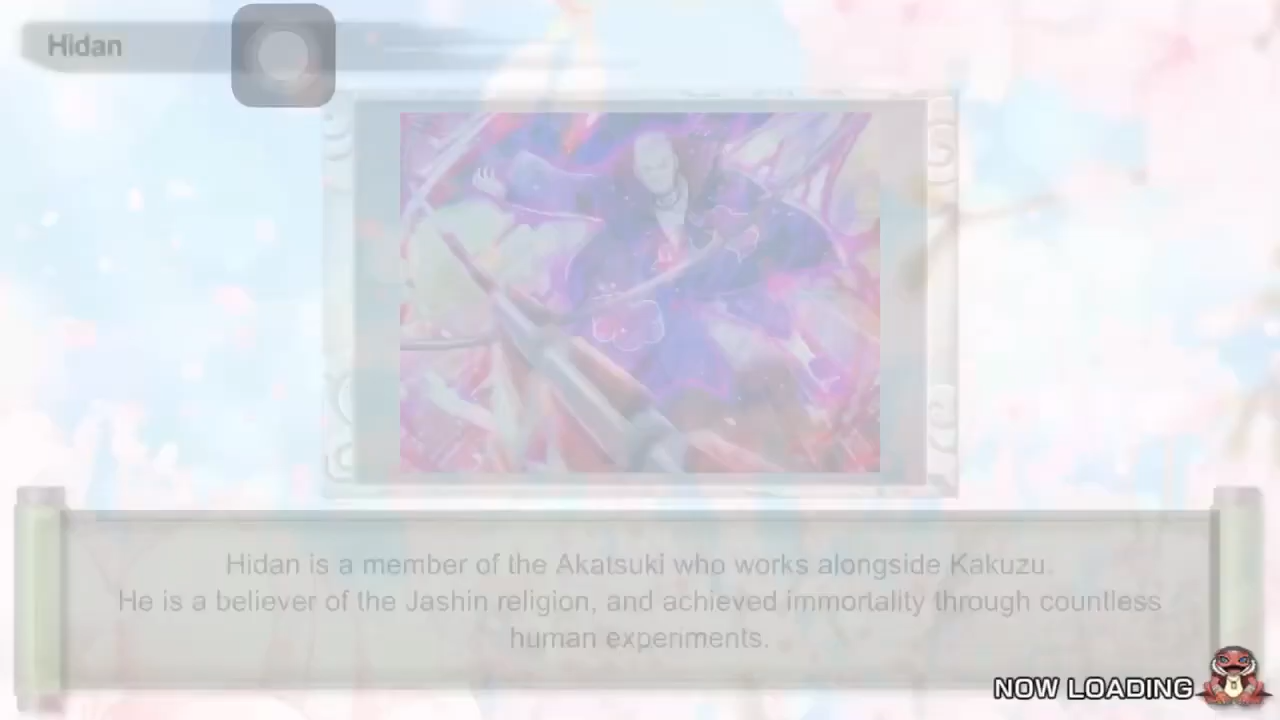 Hidan
Hidan is a member of the Akatsuki who works alongside Kakuzu.
He is a believer of the Jashin religion, and achieved immortality through countless
human experiments.
NOW LOADING